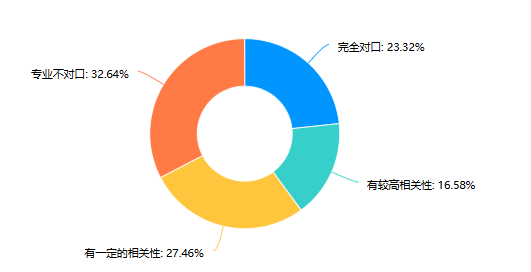 完全对口: 23.32%
专业不对口: 32.64%
有较高相关性: 16.58%
有一定的相关性: 27.46%